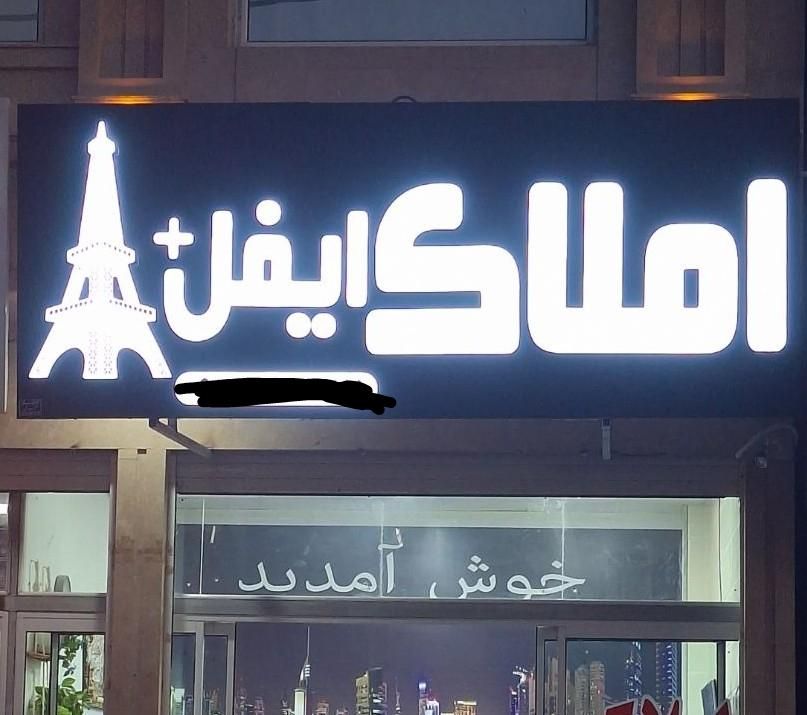 املاک ایفل+
خوش آمدید